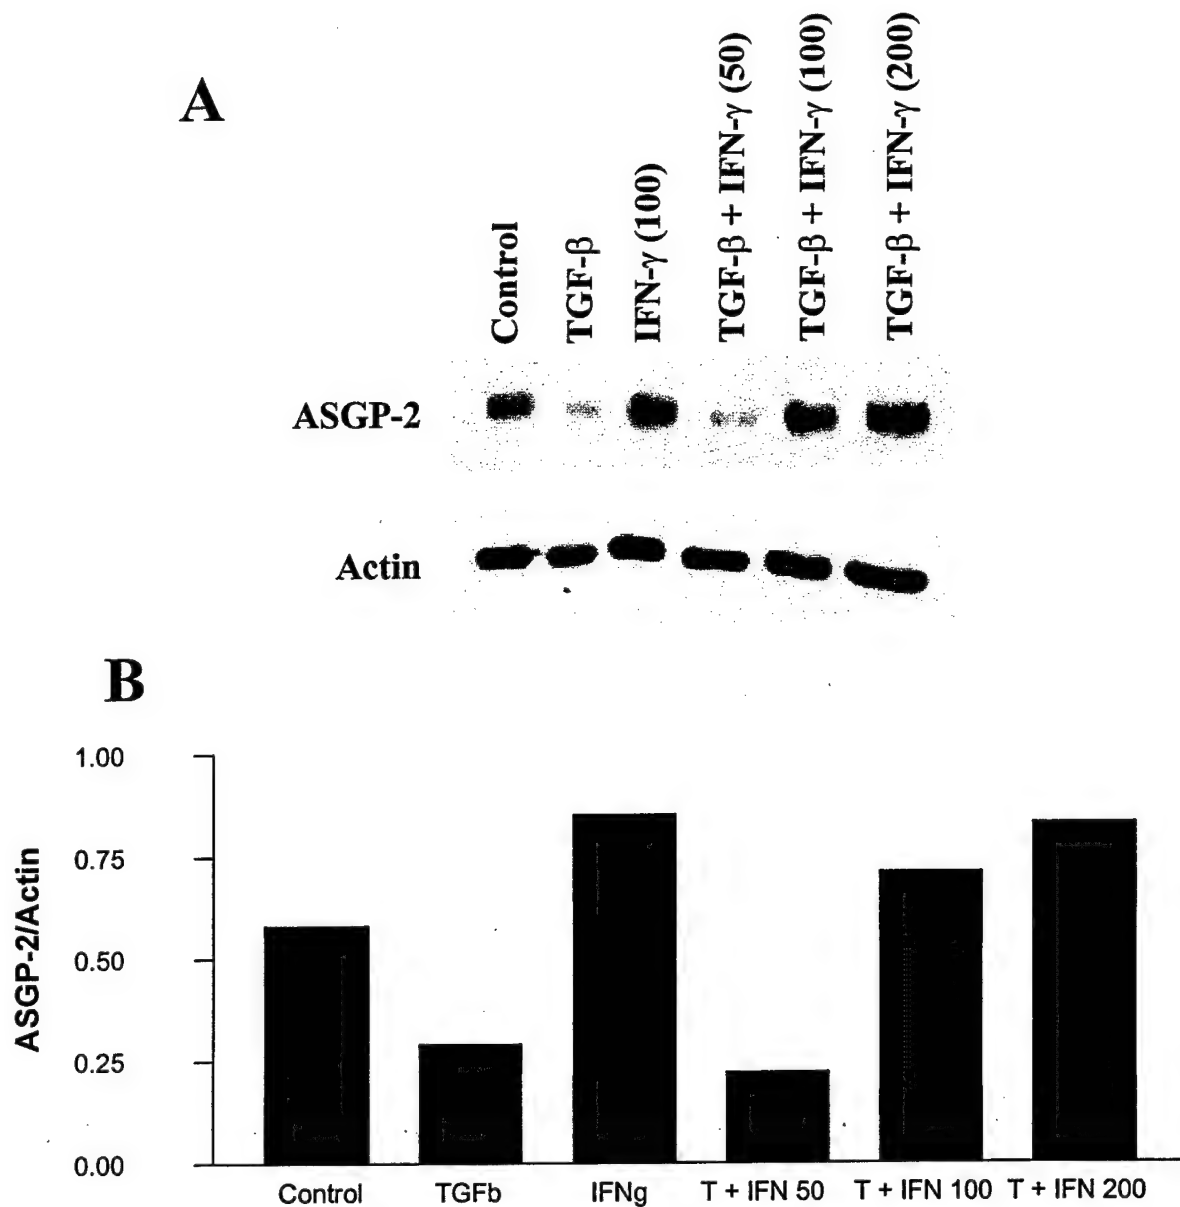 A
Control
TGF-β
IFN-γ (100)
TGF-β + IFN-γ (50)
TGF-β + IFN-γ (100)
TGF-β + IFN-γ (200)
ASGP-2
Actin
B
1.00
0.75
0.50
0.25
0.00
ASGP-2/Actin
Control
TGFb
IFNg
T + IFN 50
T + IFN 100
T + IFN 200